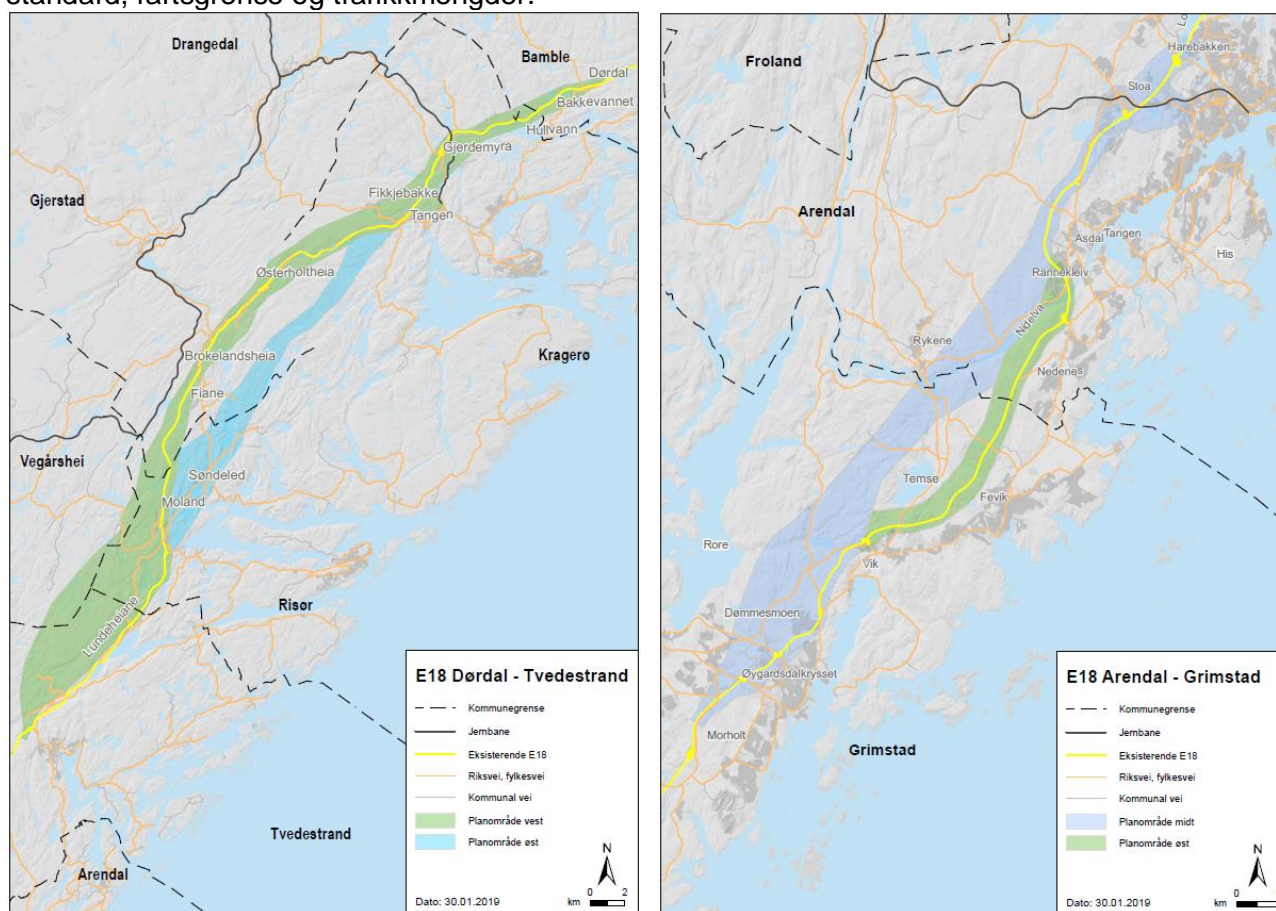 standard, fartsgrense og trafikkmengder.
Drangedal
Bamble
Dørdal
Bakkevannet
Hullvann
Gjerdemyra
Gjerstad
Fikkjebakke
Tangen
Østerholtheia
Brokelandsheia
Kragerø
Fiane
Vegårshei
Søndeled
Moland
Risør
Lundeheiane
Tvedestrand
Arendal
E18 Dørdal - Tvedestrand
Kommunegrense
Jernbane
Eksisterende E18
Riksvei, fylkesvei
Kommunal vei
Planområde vest
Planområde øst
N
Dato: 30.01.2019
km
0 2
Froland
Harebakken
Stoa
Arendal
Asdal
Tangen
His
Rannekleiv
Nidelva
Rykene
Nedenes
Temse
Fevik
Rore
Vik
Dømmesmoen
Øygardsdalkrysset
Morholt
Grimstad
E18 Arendal - Grimstad
Kommunegrense
Jernbane
Eksisterende E18
Riksvei, fylkesvei
Kommunal vei
Planområde midt
Planområde øst
N
Dato: 30.01.2019
km
0